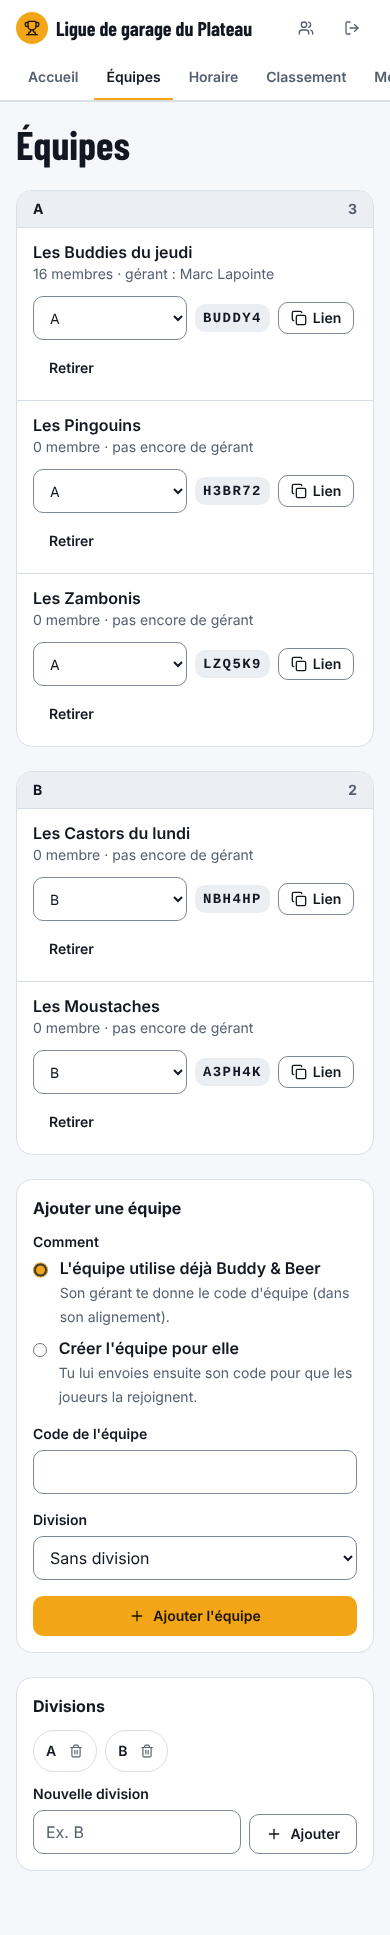 Ligue de garage du Plateau
Accueil Équipes Horaire Classement
Équipes
A 3
Les Buddies du jeudi
16 membres · gérant : Marc Lapointe
A BUDDY4 Lien
Retirer
Les Pingouins
0 membre · pas encore de gérant
A H3BR72 Lien
Retirer
Les Zambonis
0 membre · pas encore de gérant
A LZQ5K9 Lien
Retirer
B 2
Les Castors du lundi
0 membre · pas encore de gérant
B NBH4HP Lien
Retirer
Les Moustaches
0 membre · pas encore de gérant
B A3PH4K Lien
Retirer
Ajouter une équipe
Comment
L'équipe utilise déjà Buddy & Beer
Son gérant te donne le code d'équipe (dans
son alignement).
Créer l'équipe pour elle
Tu lui envoies ensuite son code pour que les
joueurs la rejoignent.
Code de l'équipe
Division
Sans division
Ajouter l'équipe
Divisions
A B
Nouvelle division
Ex. B Ajouter